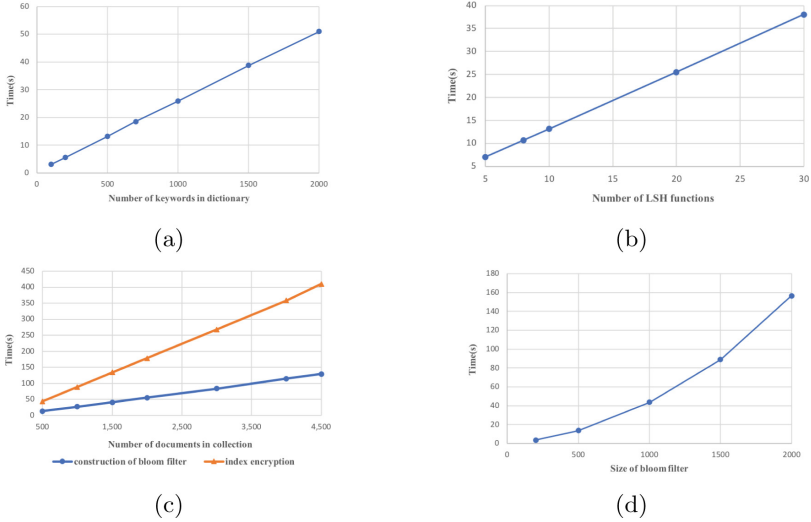 60
50
40
30
20
10
0
0 500 1000 1500 2000
Time(s)
Number of keywords in dictionary
(a)
40
35
30
25
20
15
10
5
5 10 15 20 25 30
Time(s)
Number of LSH functions
(b)
450
400
350
300
250
200
150
100
50
0
500 1,500 2,500 3,500 4,500
Time(s)
Number of documents in collection
construction of bloom filter index encryption
(c)
180
160
140
120
100
80
60
40
20
0
0 500 1000 1500 2000
Time(s)
Size of bloom filter
(d)